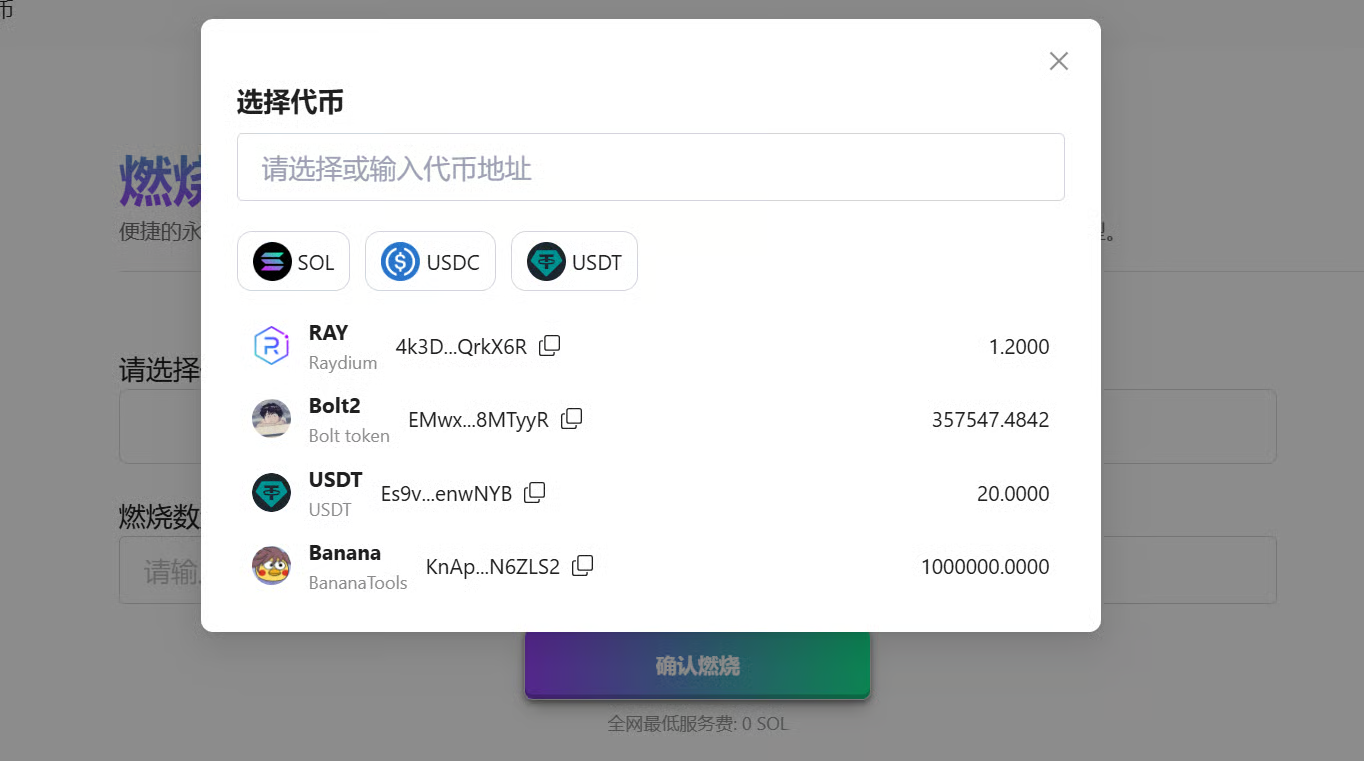 币
选择代币
请选择或输入代币地址
燃烧
便捷的永
SOL
USDC
USDT
RAY
Raydium
4k3D...QrkX6R
1.2000
请选择
Bolt2
Bolt token
EMwx...8MTyyR
357547.4842
USDT
USDT
Es9v...enwNYB
20.0000
燃烧数
Banana
BananaTools
KnAp...N6ZLS2
1000000.0000
请输
确认燃烧
全网最低服务费: 0 SOL